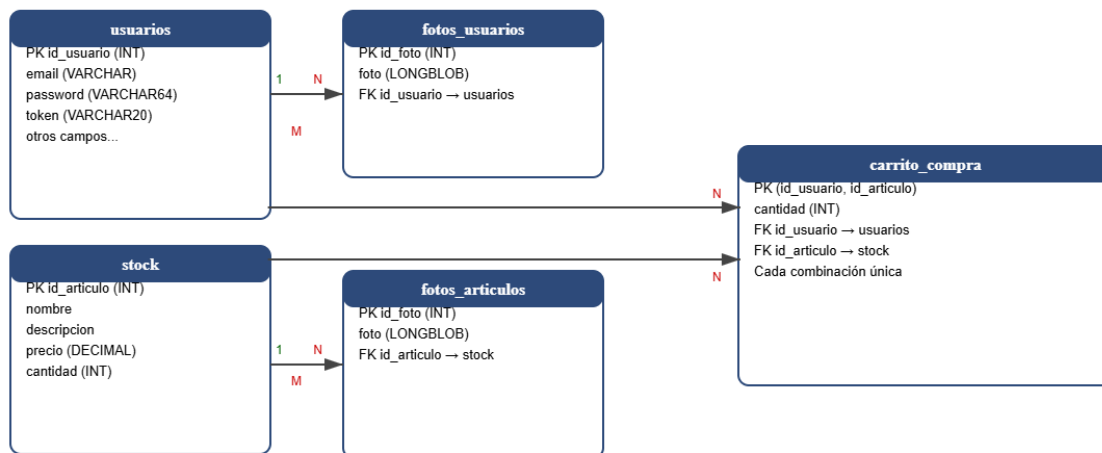 usuarios
PK id_usuario (INT)
email (VARCHAR)
password (VARCHAR64)
token (VARCHAR20)
otros campos...
1
N
M
fotos_usuarios
PK id_foto (INT)
foto (LONGBLOB)
FK id_usuario → usuarios
N
carrito_compra
PK (id_usuario, id_articulo)
cantidad (INT)
FK id_usuario → usuarios
FK id_articulo → stock
Cada combinación única
N
stock
PK id_articulo (INT)
nombre
descripcion
precio (DECIMAL)
cantidad (INT)
1
N
M
fotos_articulos
PK id_foto (INT)
foto (LONGBLOB)
FK id_articulo → stock